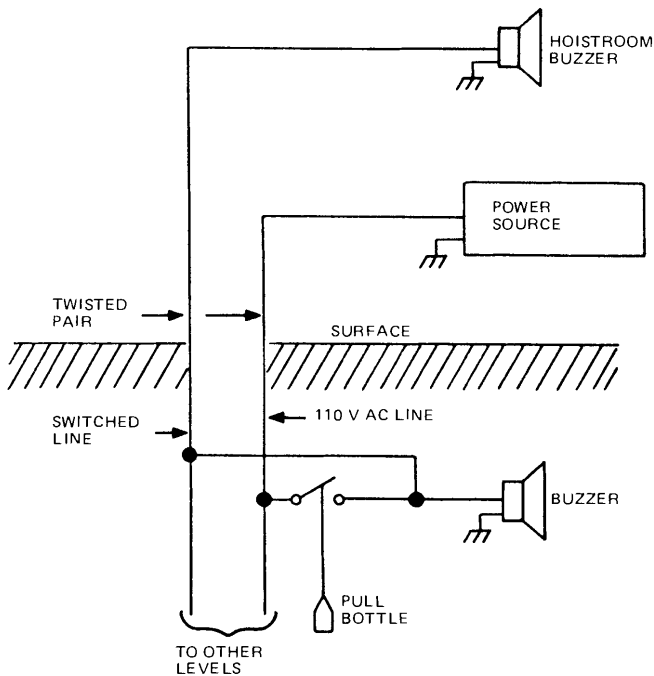 HOISTROOM
BUZZER
POWER
SOURCE
TWISTED
PAIR
SURFACE
SWITCHED
LINE
110 V AC LINE
BUZZER
PULL
BOTTLE
TO OTHER
LEVELS